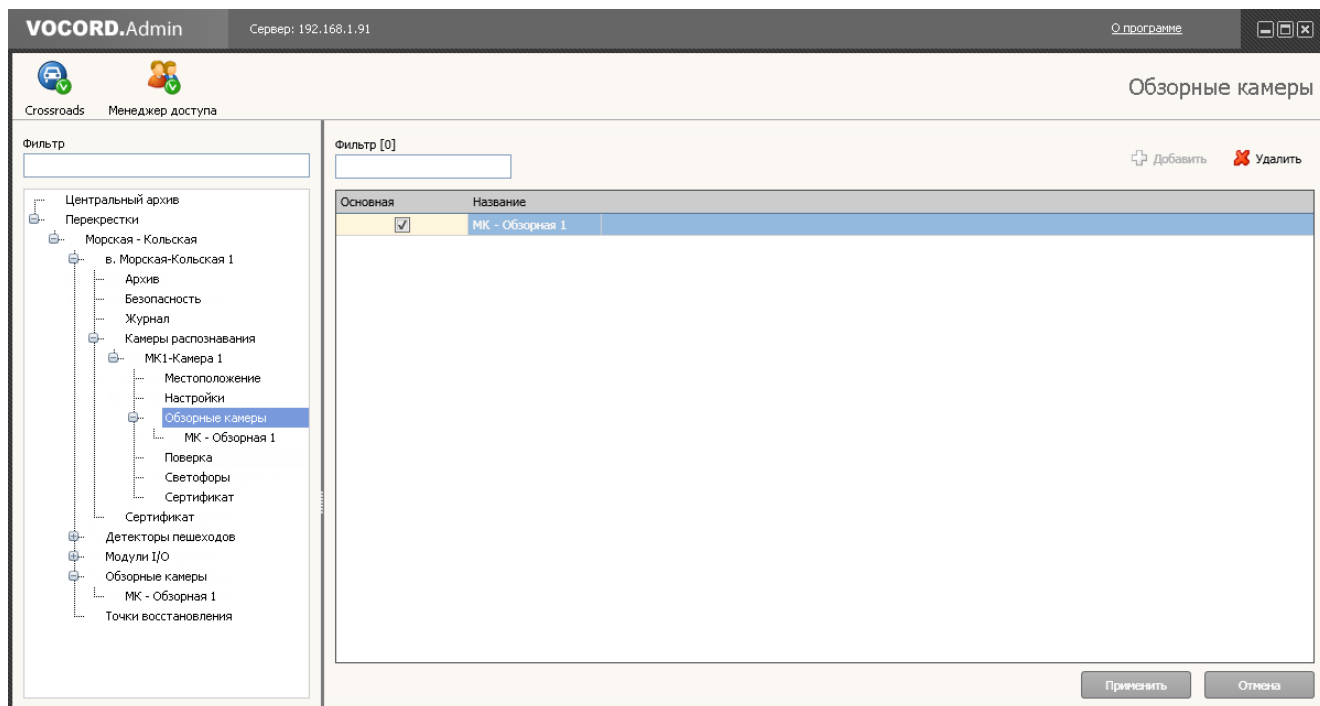 VOCORD.Admin Сервер: 192.168.1.91 О программе
Crossroads Менеджер доступа
Обзорные камеры
Фильтр
Центральный архив
Перекрестки
Морская - Кольская
в. Морская-Кольская 1
Архив
Безопасность
Журнал
Камеры распознавания
МК1-Камера 1
Местоположение
Настройки
Обзорные камеры
МК - Обзорная 1
Поверка
Светофоры
Сертификат
Сертификат
Детекторы пешеходов
Модули I/O
Обзорные камеры
МК - Обзорная 1
Точки восстановления
Фильтр [0]
Добавить Удалить
Основная Название
МК - Обзорная 1
Применить Отмена